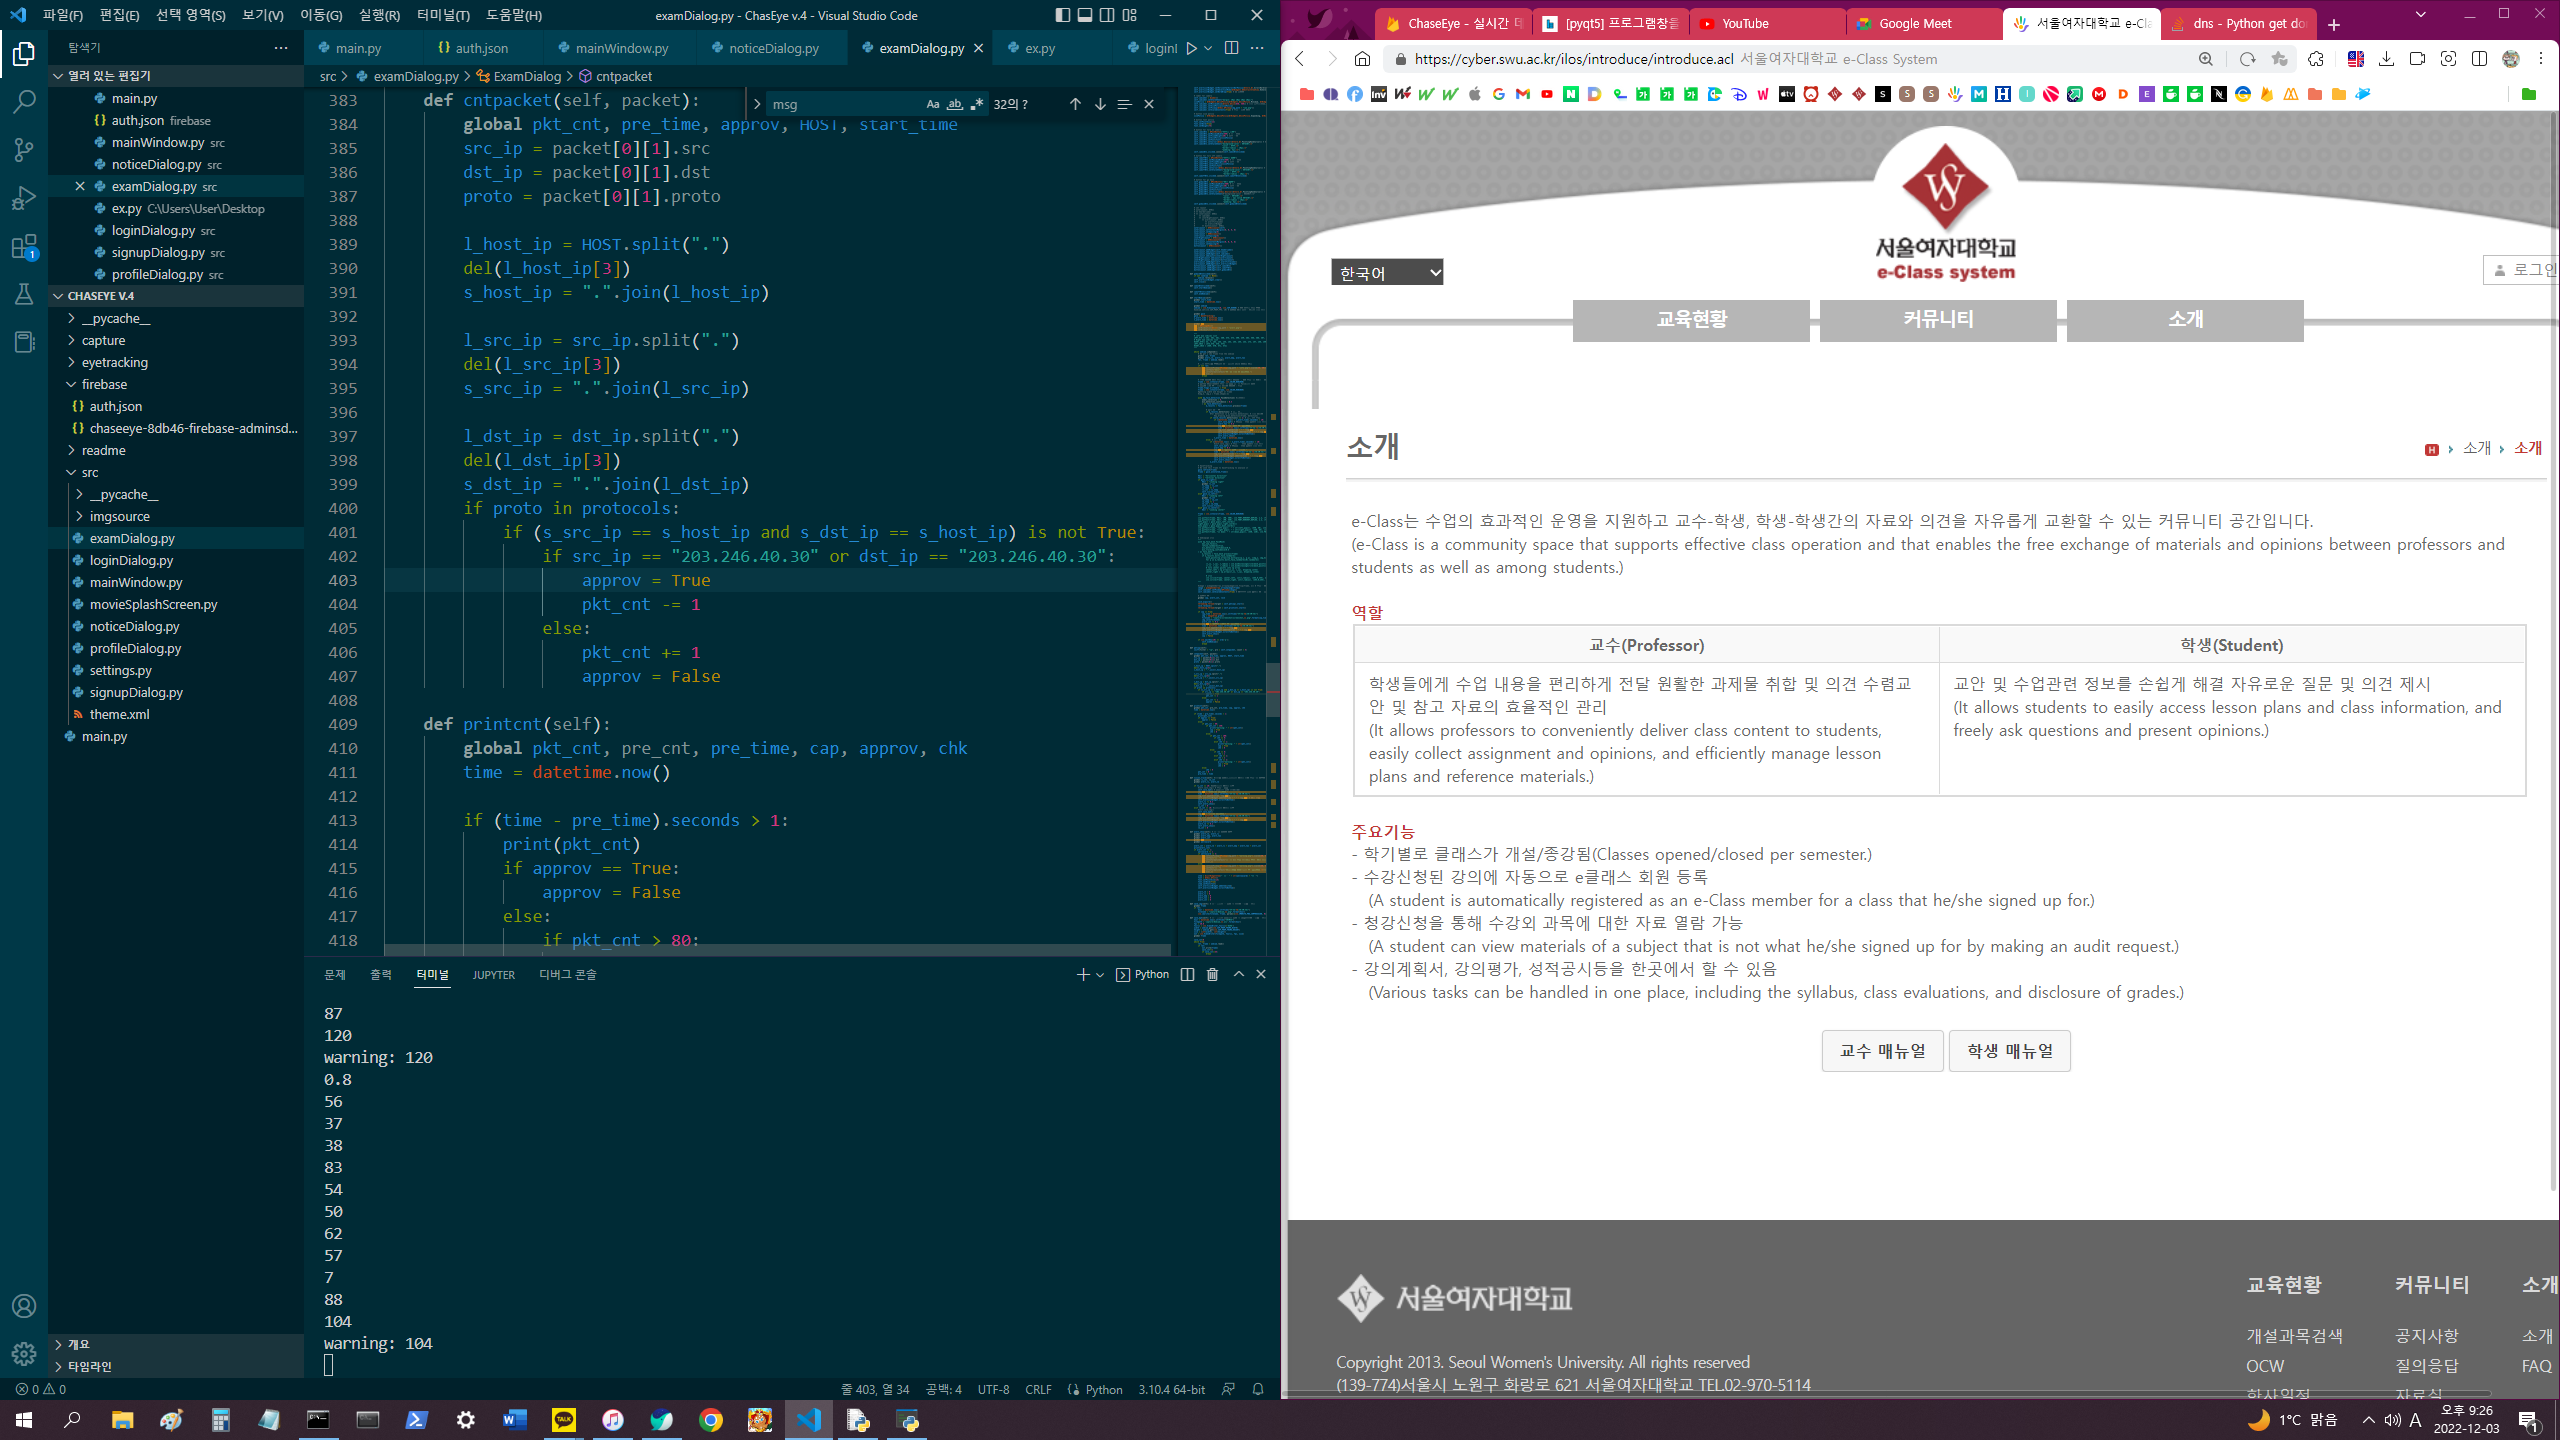 파일(F) 편집(E) 선택 영역(S) 보기(V) 이동(G) 실행(R) 터미널(T) 도움말(H)
examDialog.py - ChasEye v.4 - Visual Studio Code
탐색기
main.py
auth.json
mainWindow.py
noticeDialog.py
examDialog.py
ex.py
src > examDialog.py > ExamDialog > cntpacket
열려 있는 편집기
main.py
auth.json firebase
mainWindow.py src
noticeDialog.py src
examDialog.py src
ex.py C:\Users\User\Desktop
loginDialog.py src
signupDialog.py src
profileDialog.py src
CHASEYE V.4
__pycache__
capture
eyetracking
firebase
auth.json
chaseeye-8db46-firebase-adminsd...
readme
src
__pycache__
imgsource
examDialog.py
loginDialog.py
mainWindow.py
movieSplashScreen.py
noticeDialog.py
profileDialog.py
settings.py
signupDialog.py
theme.xml
main.py
개요
타임라인
msg
Aa ab 32의 ?
383 def cntpacket(self, packet):
384 global pkt_cnt, pre_time, approv, HOST, start_time
385 src_ip = packet[0][1].src
386 dst_ip = packet[0][1].dst
387 proto = packet[0][1].proto
388
389 l_host_ip = HOST.split(".")
390 del(l_host_ip[3])
391 s_host_ip = ".".join(l_host_ip)
392
393 l_src_ip = src_ip.split(".")
394 del(l_src_ip[3])
395 s_src_ip = ".".join(l_src_ip)
396
397 l_dst_ip = dst_ip.split(".")
398 del(l_dst_ip[3])
399 s_dst_ip = ".".join(l_dst_ip)
400 if proto in protocols:
401 if (s_src_ip == s_host_ip and s_dst_ip == s_host_ip) is not True:
402 if src_ip == "203.246.40.30" or dst_ip == "203.246.40.30":
403 approv = True
404 pkt_cnt -= 1
405 else:
406 pkt_cnt += 1
407 approv = False
408
409 def printcnt(self):
410 global pkt_cnt, pre_cnt, pre_time, cap, approv, chk
411 time = datetime.now()
412
413 if (time - pre_time).seconds > 1:
414 print(pkt_cnt)
415 if approv == True:
416 approv = False
417 else:
418 if pkt_cnt > 80:
문제 출력 터미널 JUPYTER 디버그 콘솔
Python
87
120
warning: 120
0.8
56
37
38
83
54
50
62
57
7
88
104
warning: 104
0 0
줄 403, 열 34 공백: 4 UTF-8 CRLF Python 3.10.4 64-bit
ChaseEye - 실시간
[pyqt5] 프로그램창을
YouTube
Google Meet
서울여자대학교 e-Cla
dns - Python get do
https://cyber.swu.ac.kr/ilos/introduce/introduce.acl 서울여자대학교 e-Class System
서울여자대학교
e-Class system
한국어
로그인
교육현황 커뮤니티 소개
소개
소개 소개
e-Class는 수업의 효과적인 운영을 지원하고 교수-학생, 학생-학생간의 자료와 의견을 자유롭게 교환할 수 있는 커뮤니티 공간입니다.
(e-Class is a community space that supports effective class operation and that enables the free exchange of materials and opinions between professors and
students as well as among students.)
역할
교수(Professor)
학생(Student)
학생들에게 수업 내용을 편리하게 전달 원활한 과제물 취합 및 의견 수렴교
안 및 참고 자료의 효율적인 관리
(It allows professors to conveniently deliver class content to students,
easily collect assignment and opinions, and efficiently manage lesson
plans and reference materials.)
교안 및 수업관련 정보를 손쉽게 해결 자유로운 질문 및 의견 제시
(It allows students to easily access lesson plans and class information, and
freely ask questions and present opinions.)
주요기능
- 학기별로 클래스가 개설/종강됨(Classes opened/closed per semester.)
- 수강신청된 강의에 자동으로 e클래스 회원 등록
(A student is automatically registered as an e-Class member for a class that he/she signed up for.)
- 청강신청을 통해 수강외 과목에 대한 자료 열람 가능
(A student can view materials of a subject that is not what he/she signed up for by making an audit request.)
- 강의계획서, 강의평가, 성적공시등을 한곳에서 할 수 있음
(Various tasks can be handled in one place, including the syllabus, class evaluations, and disclosure of grades.)
교수 매뉴얼 학생 매뉴얼
서울여자대학교
교육현황 커뮤니티 소개
개설과목검색 공지사항 소개
OCW 질의응답 FAQ
Copyright 2013. Seoul Women's University. All rights reserved
(139-774)서울시 노원구 화랑로 621 서울여자대학교 TEL.02-970-5114
1°C 맑음
A
오후 9:26
2022-12-03
1